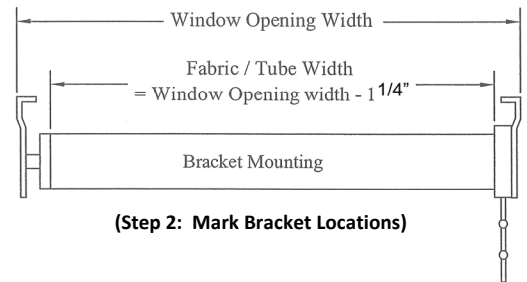 Window Opening Width
Fabric / Tube Width
= Window Opening width - 1 1/4”
Bracket Mounting
(Step 2: Mark Bracket Locations)